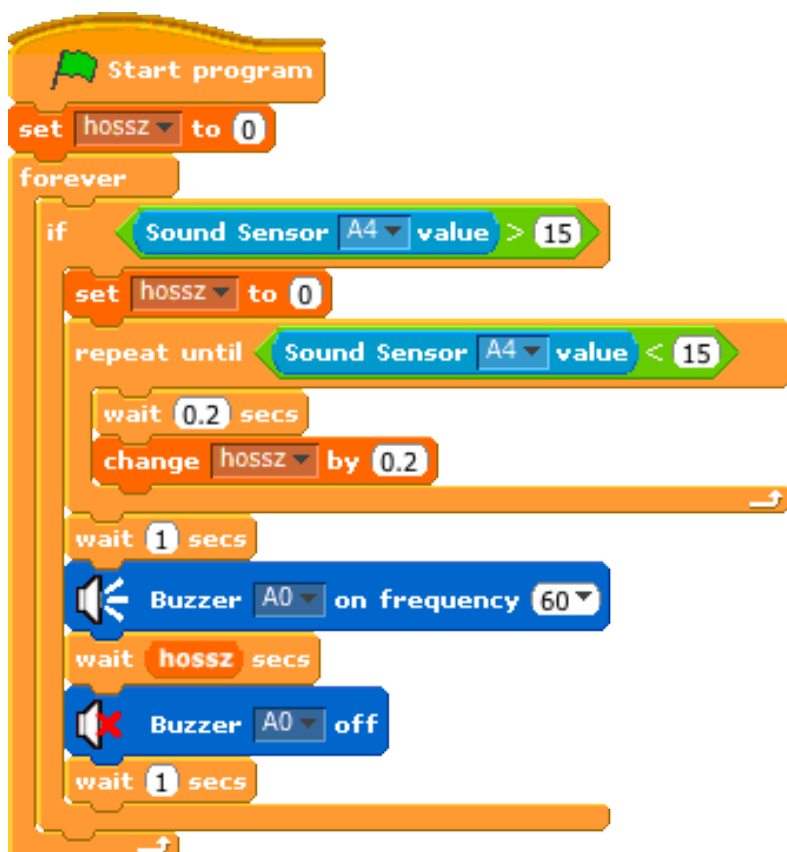 Start program
set hossz to 0
forever
if Sound Sensor A4 value > 15
set hossz to 0
repeat until Sound Sensor A4 value < 15
wait 0.2 secs
change hossz by 0.2
wait 1 secs
Buzzer A0 on frequency 60
wait hossz secs
Buzzer A0 off
wait 1 secs